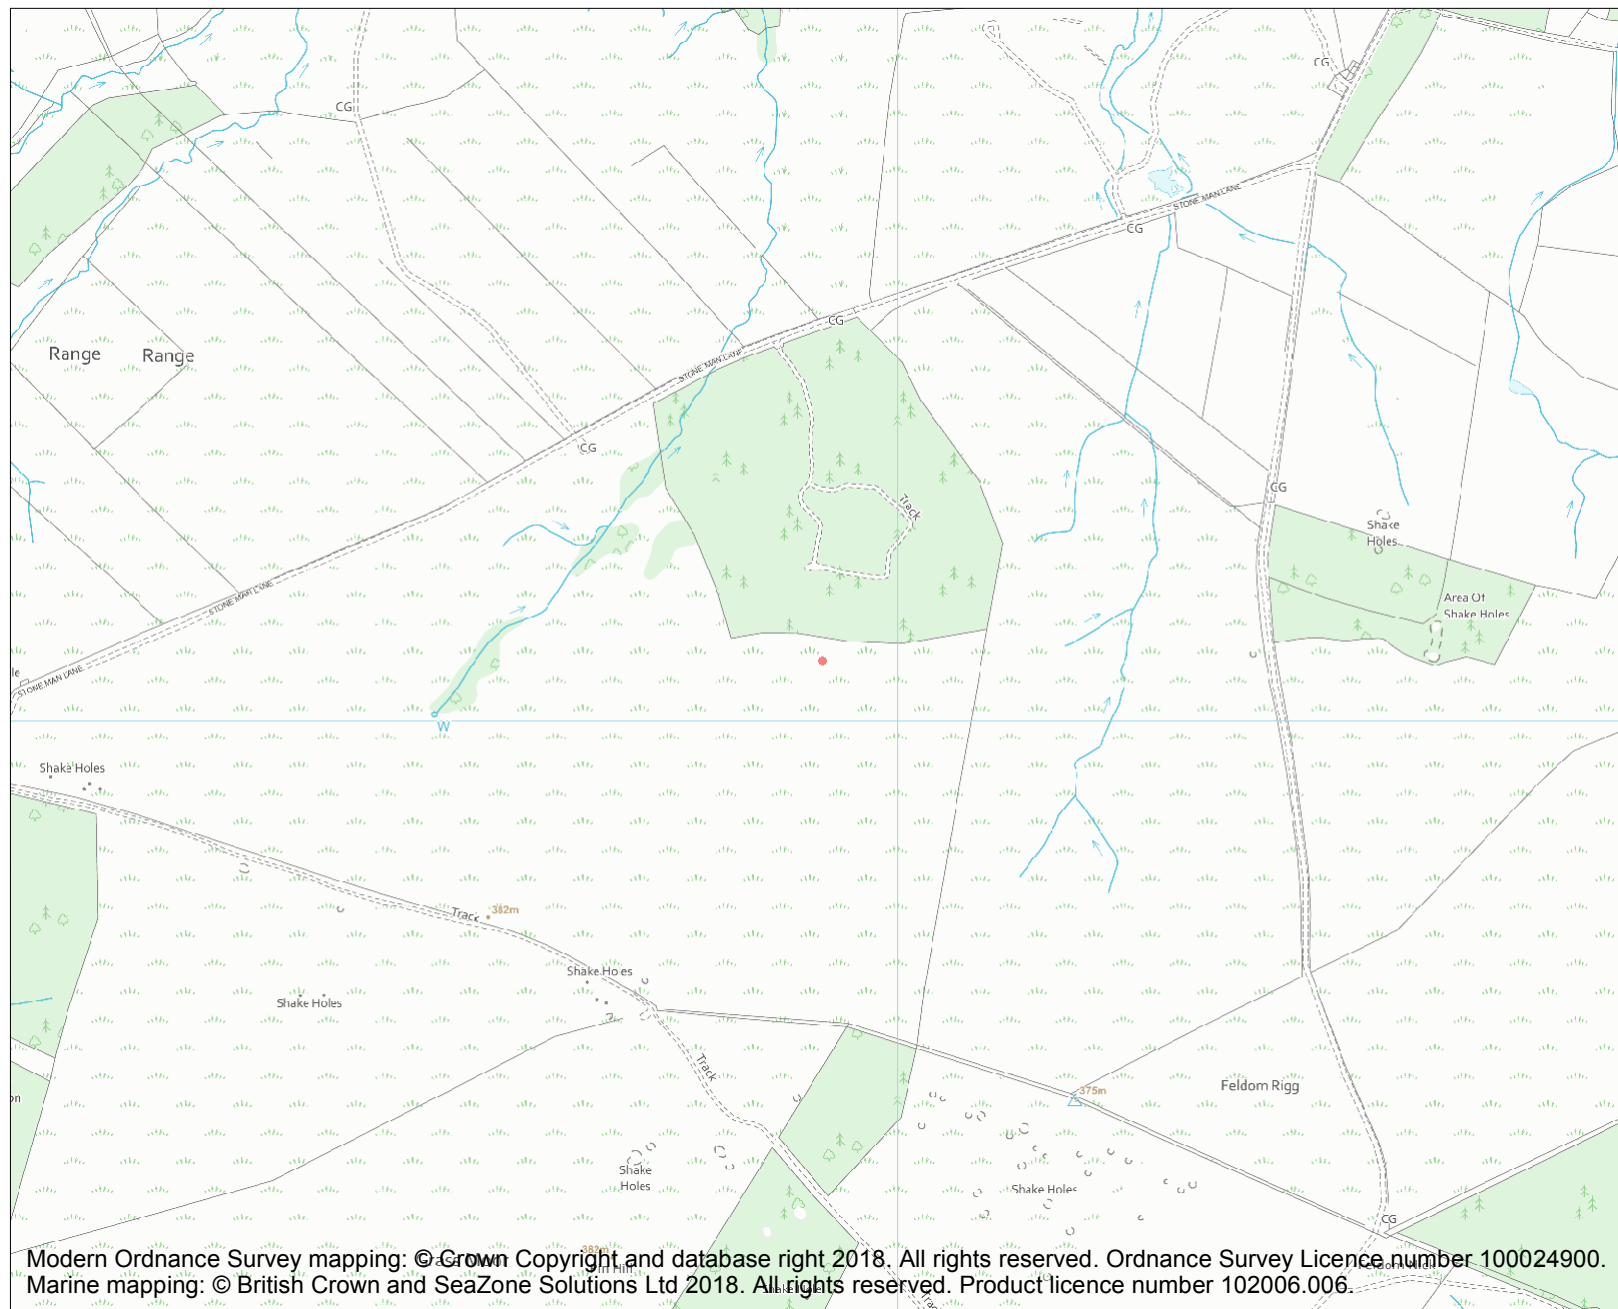 CG
CG
STONE MAN LANE
CG
CG
Range Range
STONE MAN LANE
CG
CG
Track
Shake
Holes
STONE MAN LANE
Area Of
Shake Holes
le
STONE MAN LANE
W
Shake Holes
Track
382m
Shake Holes
Shake Holes
Track
Feldom Rigg
375m
on
Shake
Holes
Shake Holes
CG
Modern Ordnance Survey mapping: © Crown Copyright and database right 2018. All rights reserved. Ordnance Survey Licence number 100024900.
Marine mapping: © British Crown and SeaZone Solutions Ltd 2018. All rights reserved. Product licence number 102006.006.